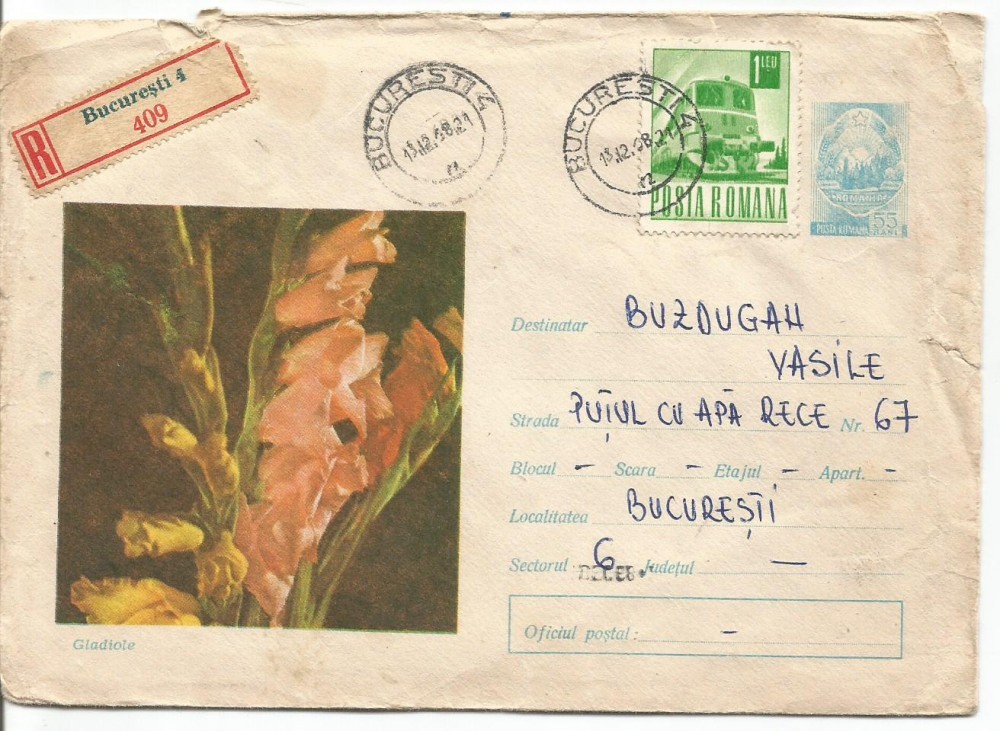 București 4
R 409
BUCUREȘTI 4
13.12.68.21
BUCUREȘTI 4
13.12.68.21
1 LEU
POSTA ROMANA
ROMANIA
POSTA ROMANA
55
BANI
Destinatar BUZDUGAH
VASILE
Strada PUȚUL CU APĂ RECE Nr. 67
Blocul – Scara – Etajul – Apart. –
Localitatea BUCUREȘTI
Sectorul 6 Județul –
Oficiul poștal: –
Gladiole